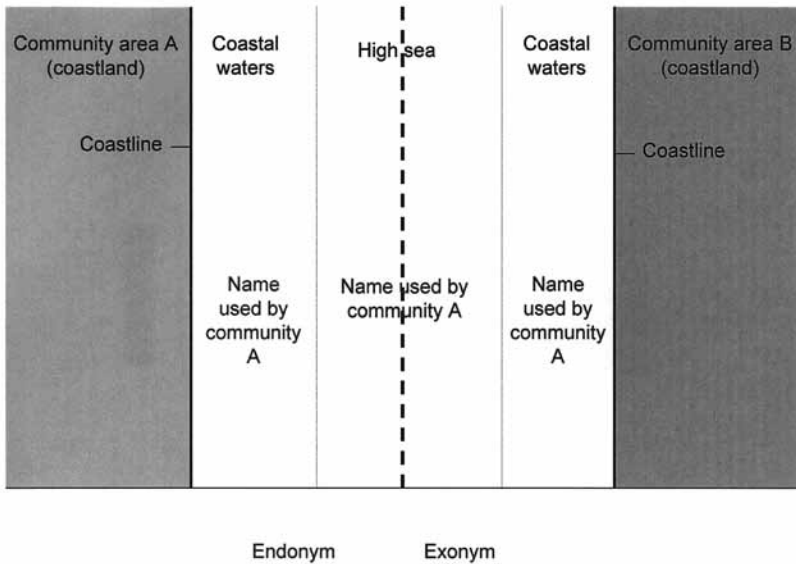 Community area A
(coastland)
Coastal
waters
High sea
Coastal
waters
Community area B
(coastland)
Coastline
Coastline
Name
used by
community
A
Name used by
community A
Name
used by
community
A
Endonym
Exonym